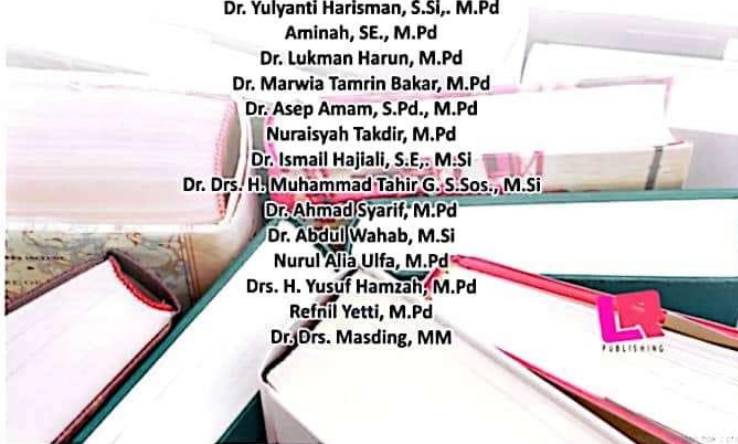 Dr. Yulyanti Harisman, S.Si,. M.Pd
Aminah, SE., M.Pd
Dr. Lukman Harun, M.Pd
Dr. Marwia Tamrin Bakar, M.Pd
Dr. Asep Amam, S.Pd., M.Pd
Nuraisyah Takdir, M.Pd
Dr. Ismail Hajiali, S.E,. M.Si
Dr. Drs. H. Muhammad Tahir G. S.Sos., M.Si
Dr. Ahmad Syarif, M.Pd
Dr. Abdul Wahab, M.Si
Nurul Alia Ulfa, M.Pd
Drs. H. Yusuf Hamzah, M.Pd
Refnil Yetti, M.Pd
Dr. Drs. Masding, MM
LR
PUBLISHING